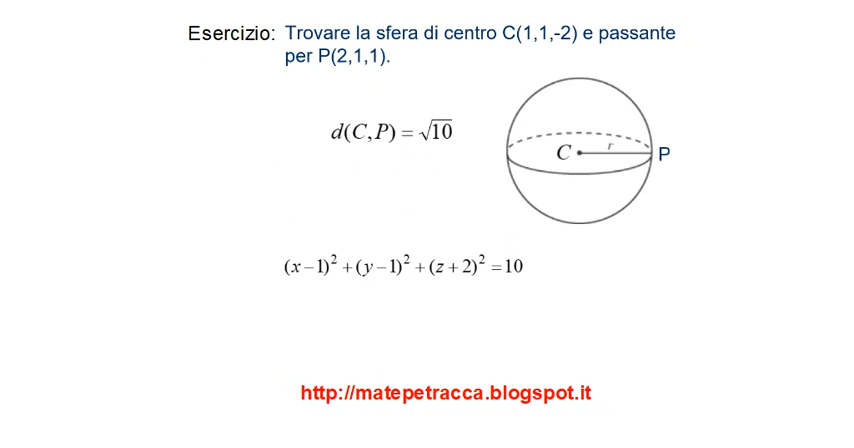 Esercizio: Trovare la sfera di centro C(1,1,-2) e passante
per P(2,1,1).
d(C,P) = √10
C r P
(x−1)² + (y−1)² + (z+2)² = 10
http://matepetracca.blogspot.it